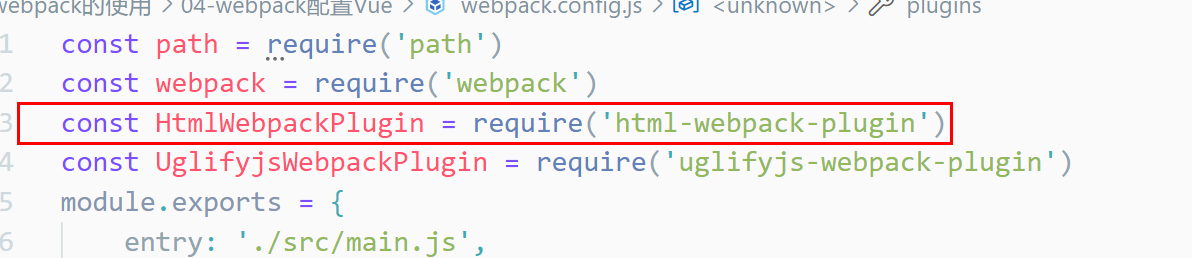 webpack的使用 > 04-webpack配置Vue > webpack.config.js > <unknown> > plugins
1 const path = require('path')
2 const webpack = require('webpack')
3 const HtmlWebpackPlugin = require('html-webpack-plugin')
4 const UglifyjsWebpackPlugin = require('uglifyjs-webpack-plugin')
5 module.exports = {
6 entry: './src/main.js',